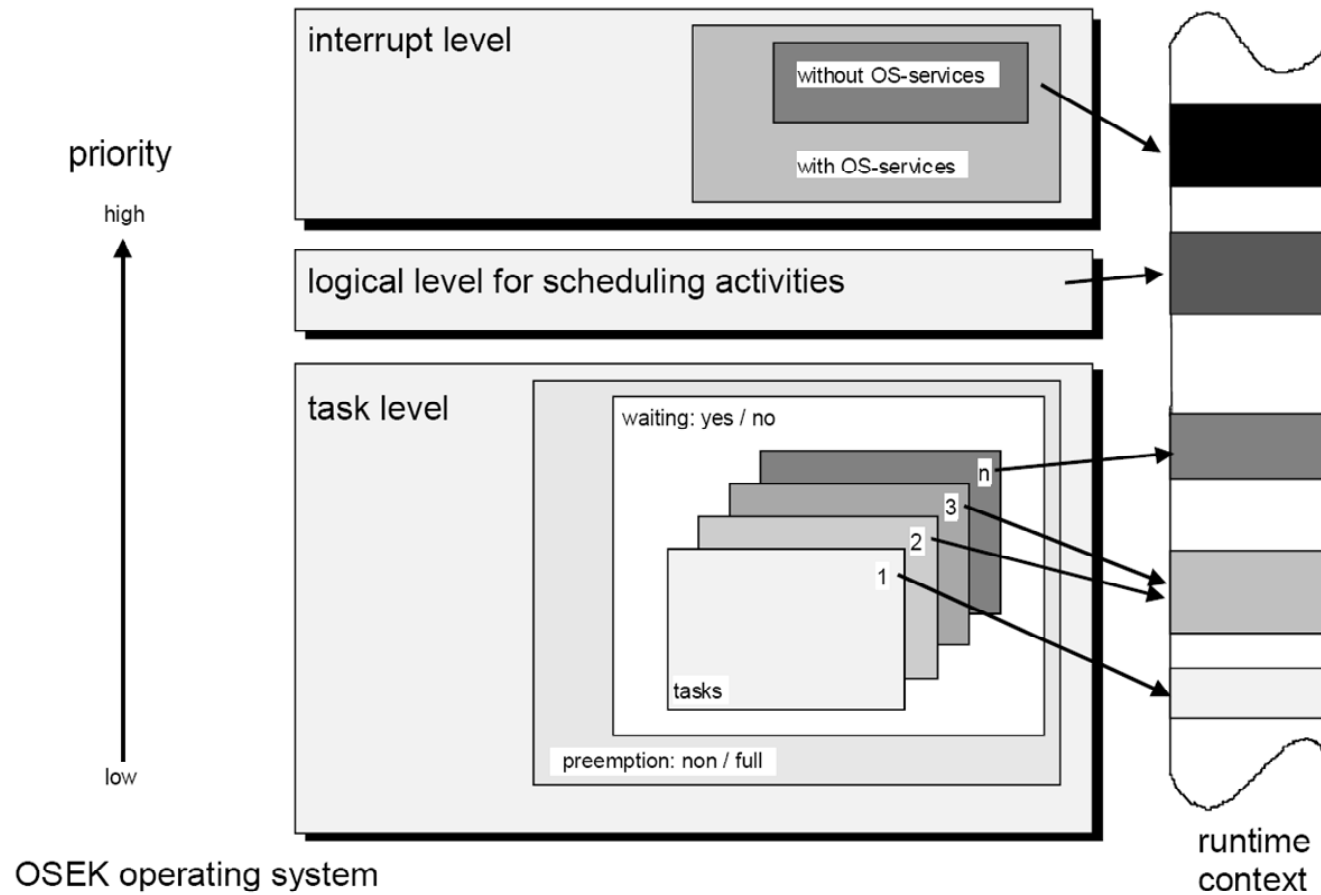 interrupt level
without OS-services
with OS-services
priority
high
logical level for scheduling activities
task level
waiting: yes / no
n
3
2
1
tasks
preemption: non / full
low
runtime
context
OSEK operating system